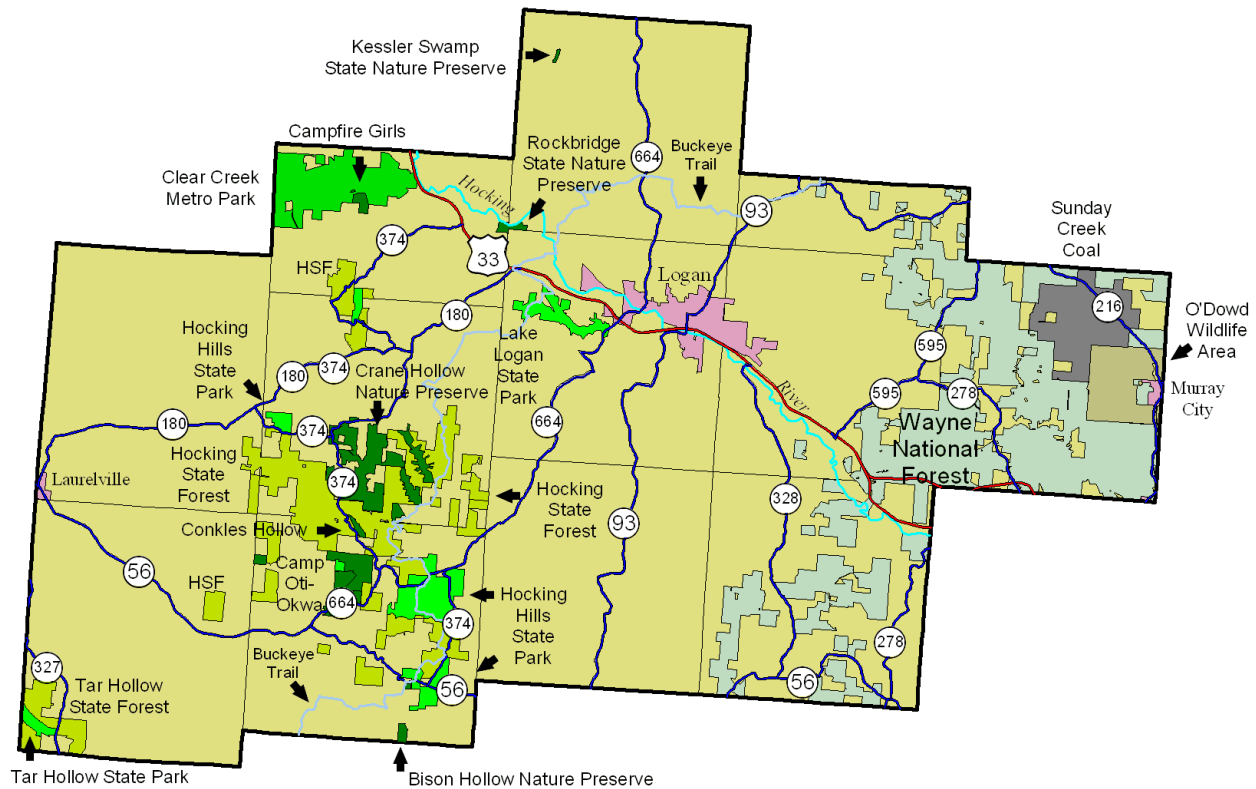 Kessler Swamp
State Nature Preserve
Campfire Girls
Clear Creek
Metro Park
Rockbridge
State Nature
Preserve
664
Buckeye
Trail
Hocking
93
374
33
HSF
Logan
Sunday
Creek
Coal
216
O'Dowd
Wildlife
Area
Murray
City
Hocking
Hills
State
Park
180
Lake
Logan
State
Park
180
374
Crane Hollow
Nature Preserve
595
595
278
River
180
374
664
Wayne
National
Forest
Laurelville
Hocking
State
Forest
374
Hocking
State
Forest
328
93
Conkles Hollow
56
HSF
Camp
Oti-
Okwa
664
Hocking
Hills
State
Park
374
278
Buckeye
Trail
56
56
327
Tar Hollow
State Forest
Tar Hollow State Park
Bison Hollow Nature Preserve